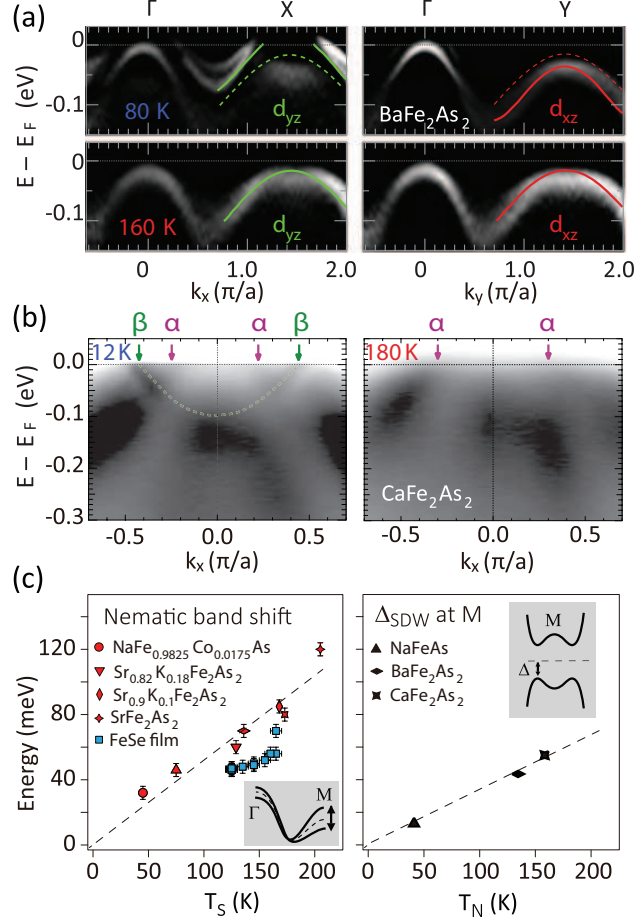 (a)
Γ X Γ Y
0
-0.1
80 K
d_yz
BaFe₂As₂
d_xz
0
-0.1
160 K
d_yz
d_xz
E − E_F (eV)
0 1.0 2.0 0 1.0 2.0
k_x (π/a) k_y (π/a)
(b)
β α α β α α
12 K 180 K
0.0
-0.1
-0.2
-0.3
E − E_F (eV)
CaFe₂As₂
-0.5 0.0 0.5 -0.5 0.0 0.5
k_x (π/a) k_x (π/a)
(c)
Nematic band shift
NaFe₀.₉₈₂₅ Co₀.₀₁₇₅As
Sr₀.₈₂K₀.₁₈Fe₂As₂
Sr₀.₉K₀.₁Fe₂As₂
SrFe₂As₂
FeSe film
Γ M
120
80
40
0
Energy (meV)
0 50 100 150 200
T_S (K)
Δ_SDW at M
NaFeAs
BaFe₂As₂
CaFe₂As₂
M
Δ
0 50 100 150 200
T_N (K)